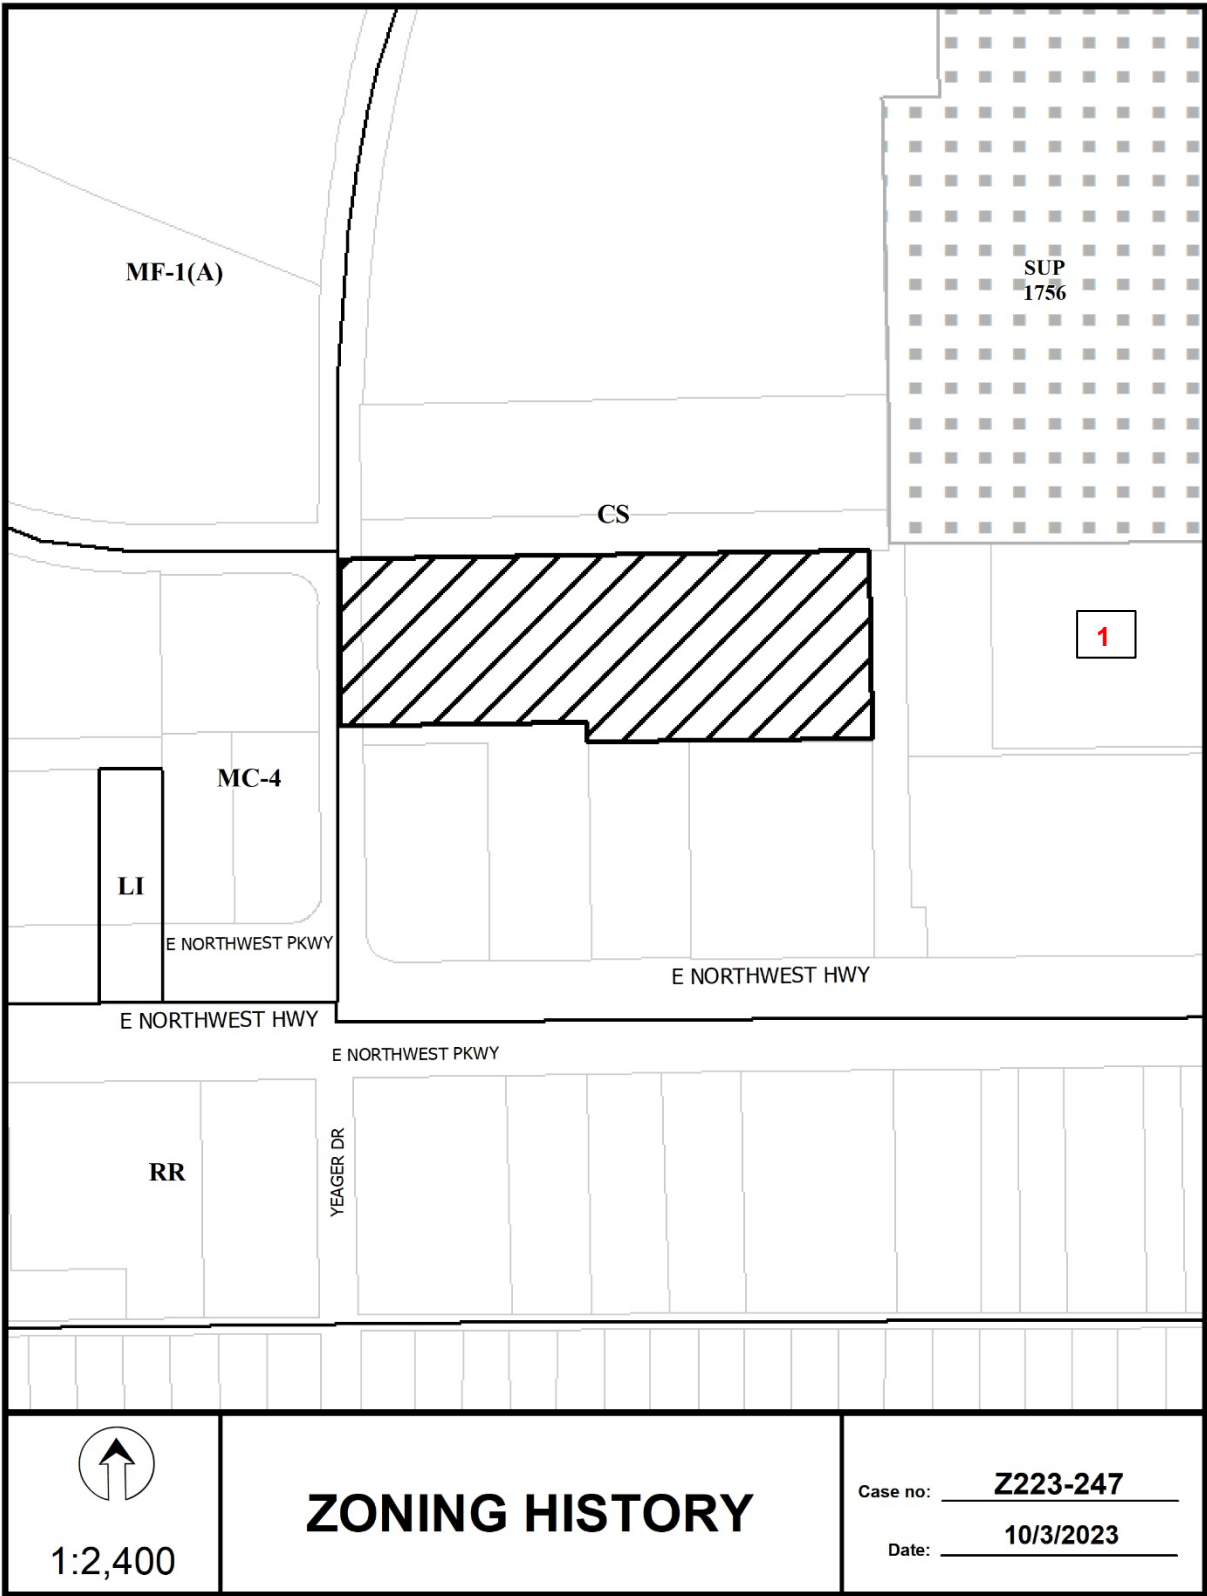 MF-1(A)
SUP
1756
CS
1
MC-4
LI
E NORTHWEST PKWY
E NORTHWEST HWY
E NORTHWEST HWY
E NORTHWEST PKWY
YEAGER DR
RR
1:2,400
ZONING HISTORY
Case no: Z223-247
Date: 10/3/2023